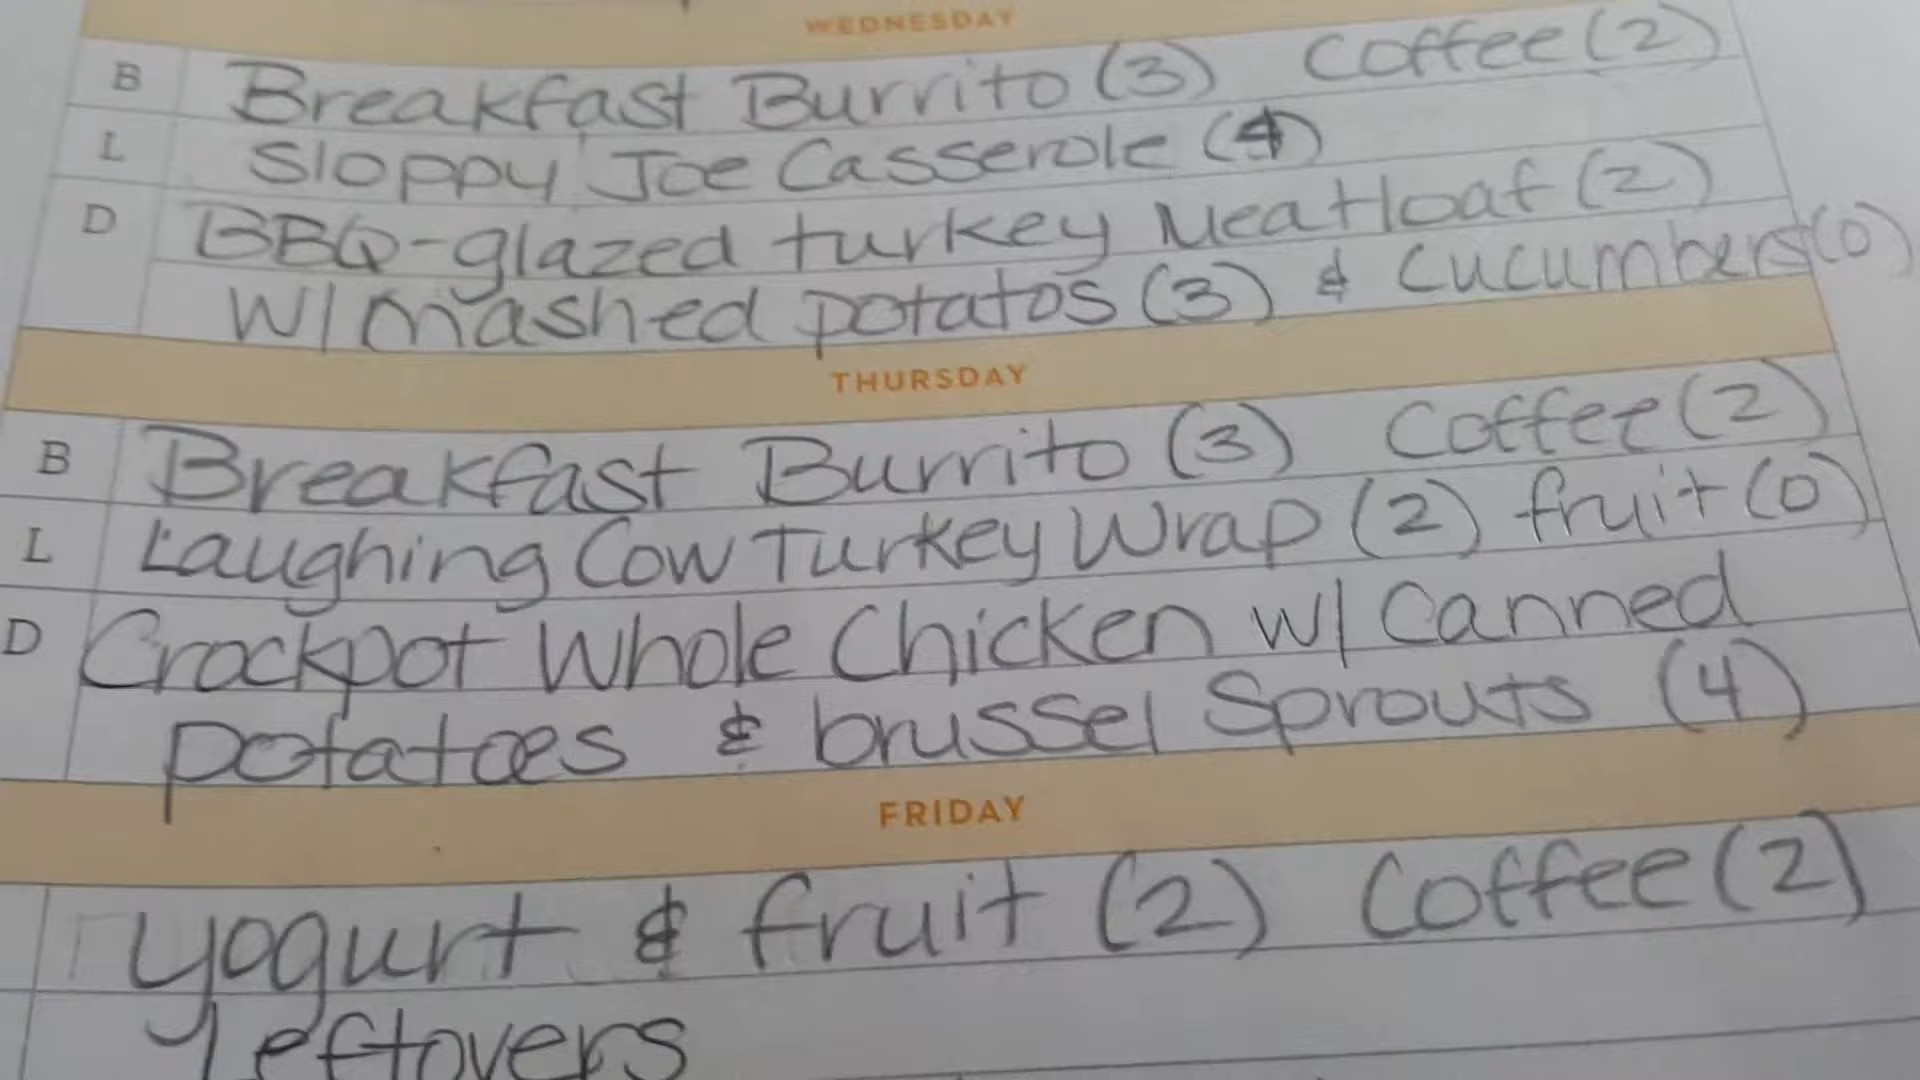 WEDNESDAY
B Breakfast Burrito (3) Coffee (2)
L Sloppy Joe Casserole (4)
D BBQ-glazed turkey Meatloaf (2)
W/ mashed potatos (3) & Cucumbers (0)
THURSDAY
B Breakfast Burrito (3) Coffee (2)
L Laughing Cow Turkey Wrap (2) fruit (0)
D Crockpot Whole Chicken w/ Canned
potatoes & brussel Sprouts (4)
FRIDAY
yogurt & fruit (2) Coffee (2)
leftovers